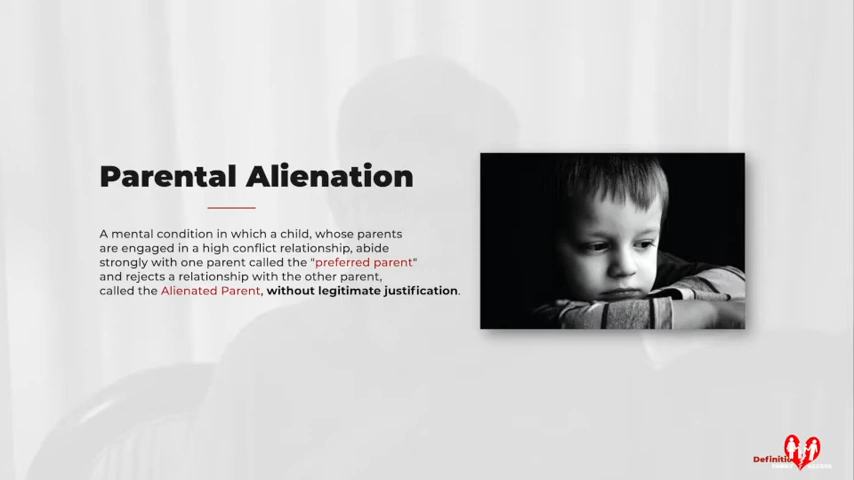 Parental Alienation
A mental condition in which a child, whose parents
are engaged in a high conflict relationship, abide
strongly with one parent called the "preferred parent"
and rejects a relationship with the other parent,
called the Alienated Parent, without legitimate justification.